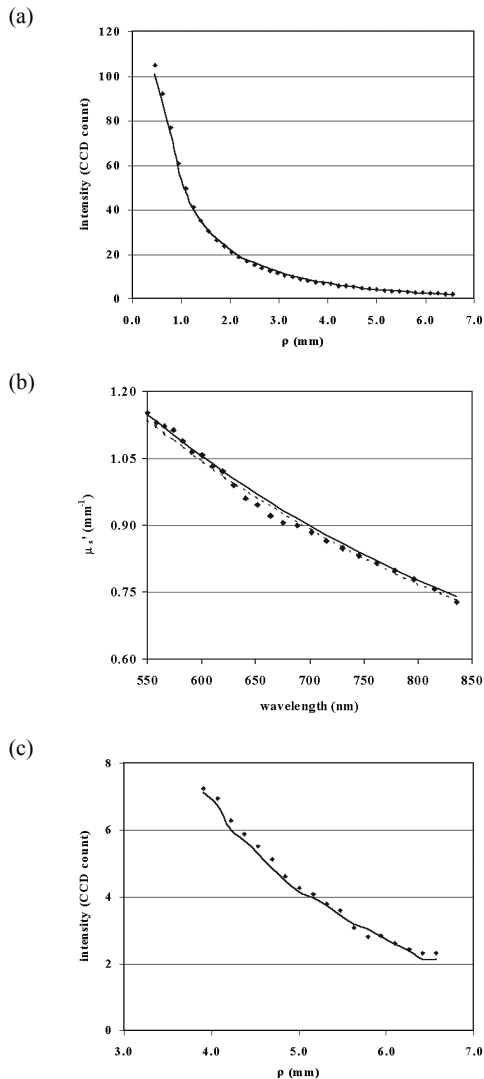 (a)
120
100
80
60
40
20
0
intensity (CCD count)
0.0 1.0 2.0 3.0 4.0 5.0 6.0 7.0
ρ (mm)
(b)
1.20
1.05
0.90
0.75
0.60
μs' (mm-1)
550 600 650 700 750 800 850
wavelength (nm)
(c)
8
6
4
2
0
intensity (CCD count)
3.0 4.0 5.0 6.0 7.0
ρ (mm)